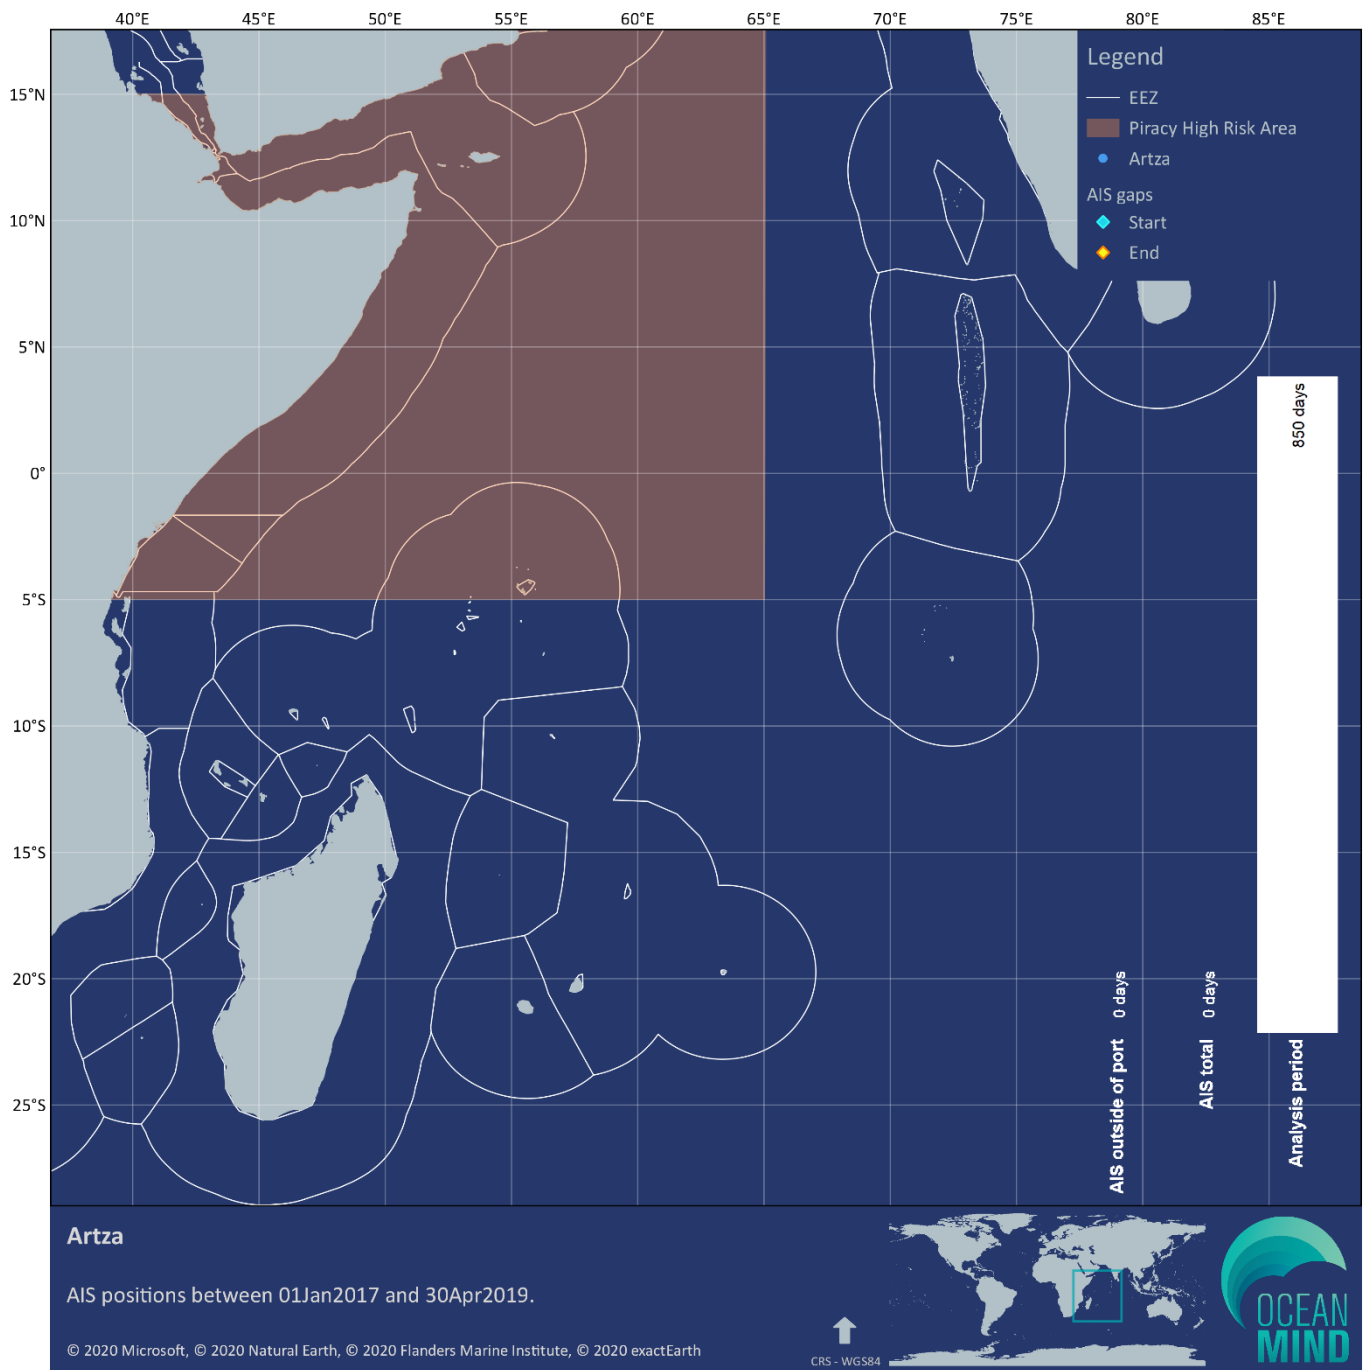 40°E 45°E 50°E 55°E 60°E 65°E 70°E 75°E 80°E 85°E
15°N
10°N
5°N
0°
5°S
10°S
15°S
20°S
25°S
Legend
EEZ
Piracy High Risk Area
Artza
AIS gaps
Start
End
AIS outside of port 0 days
AIS total 0 days
Analysis period 850 days
Artza
AIS positions between 01Jan2017 and 30Apr2019.
© 2020 Microsoft, © 2020 Natural Earth, © 2020 Flanders Marine Institute, © 2020 exactEarth
CRS - WGS84
OCEAN
MIND